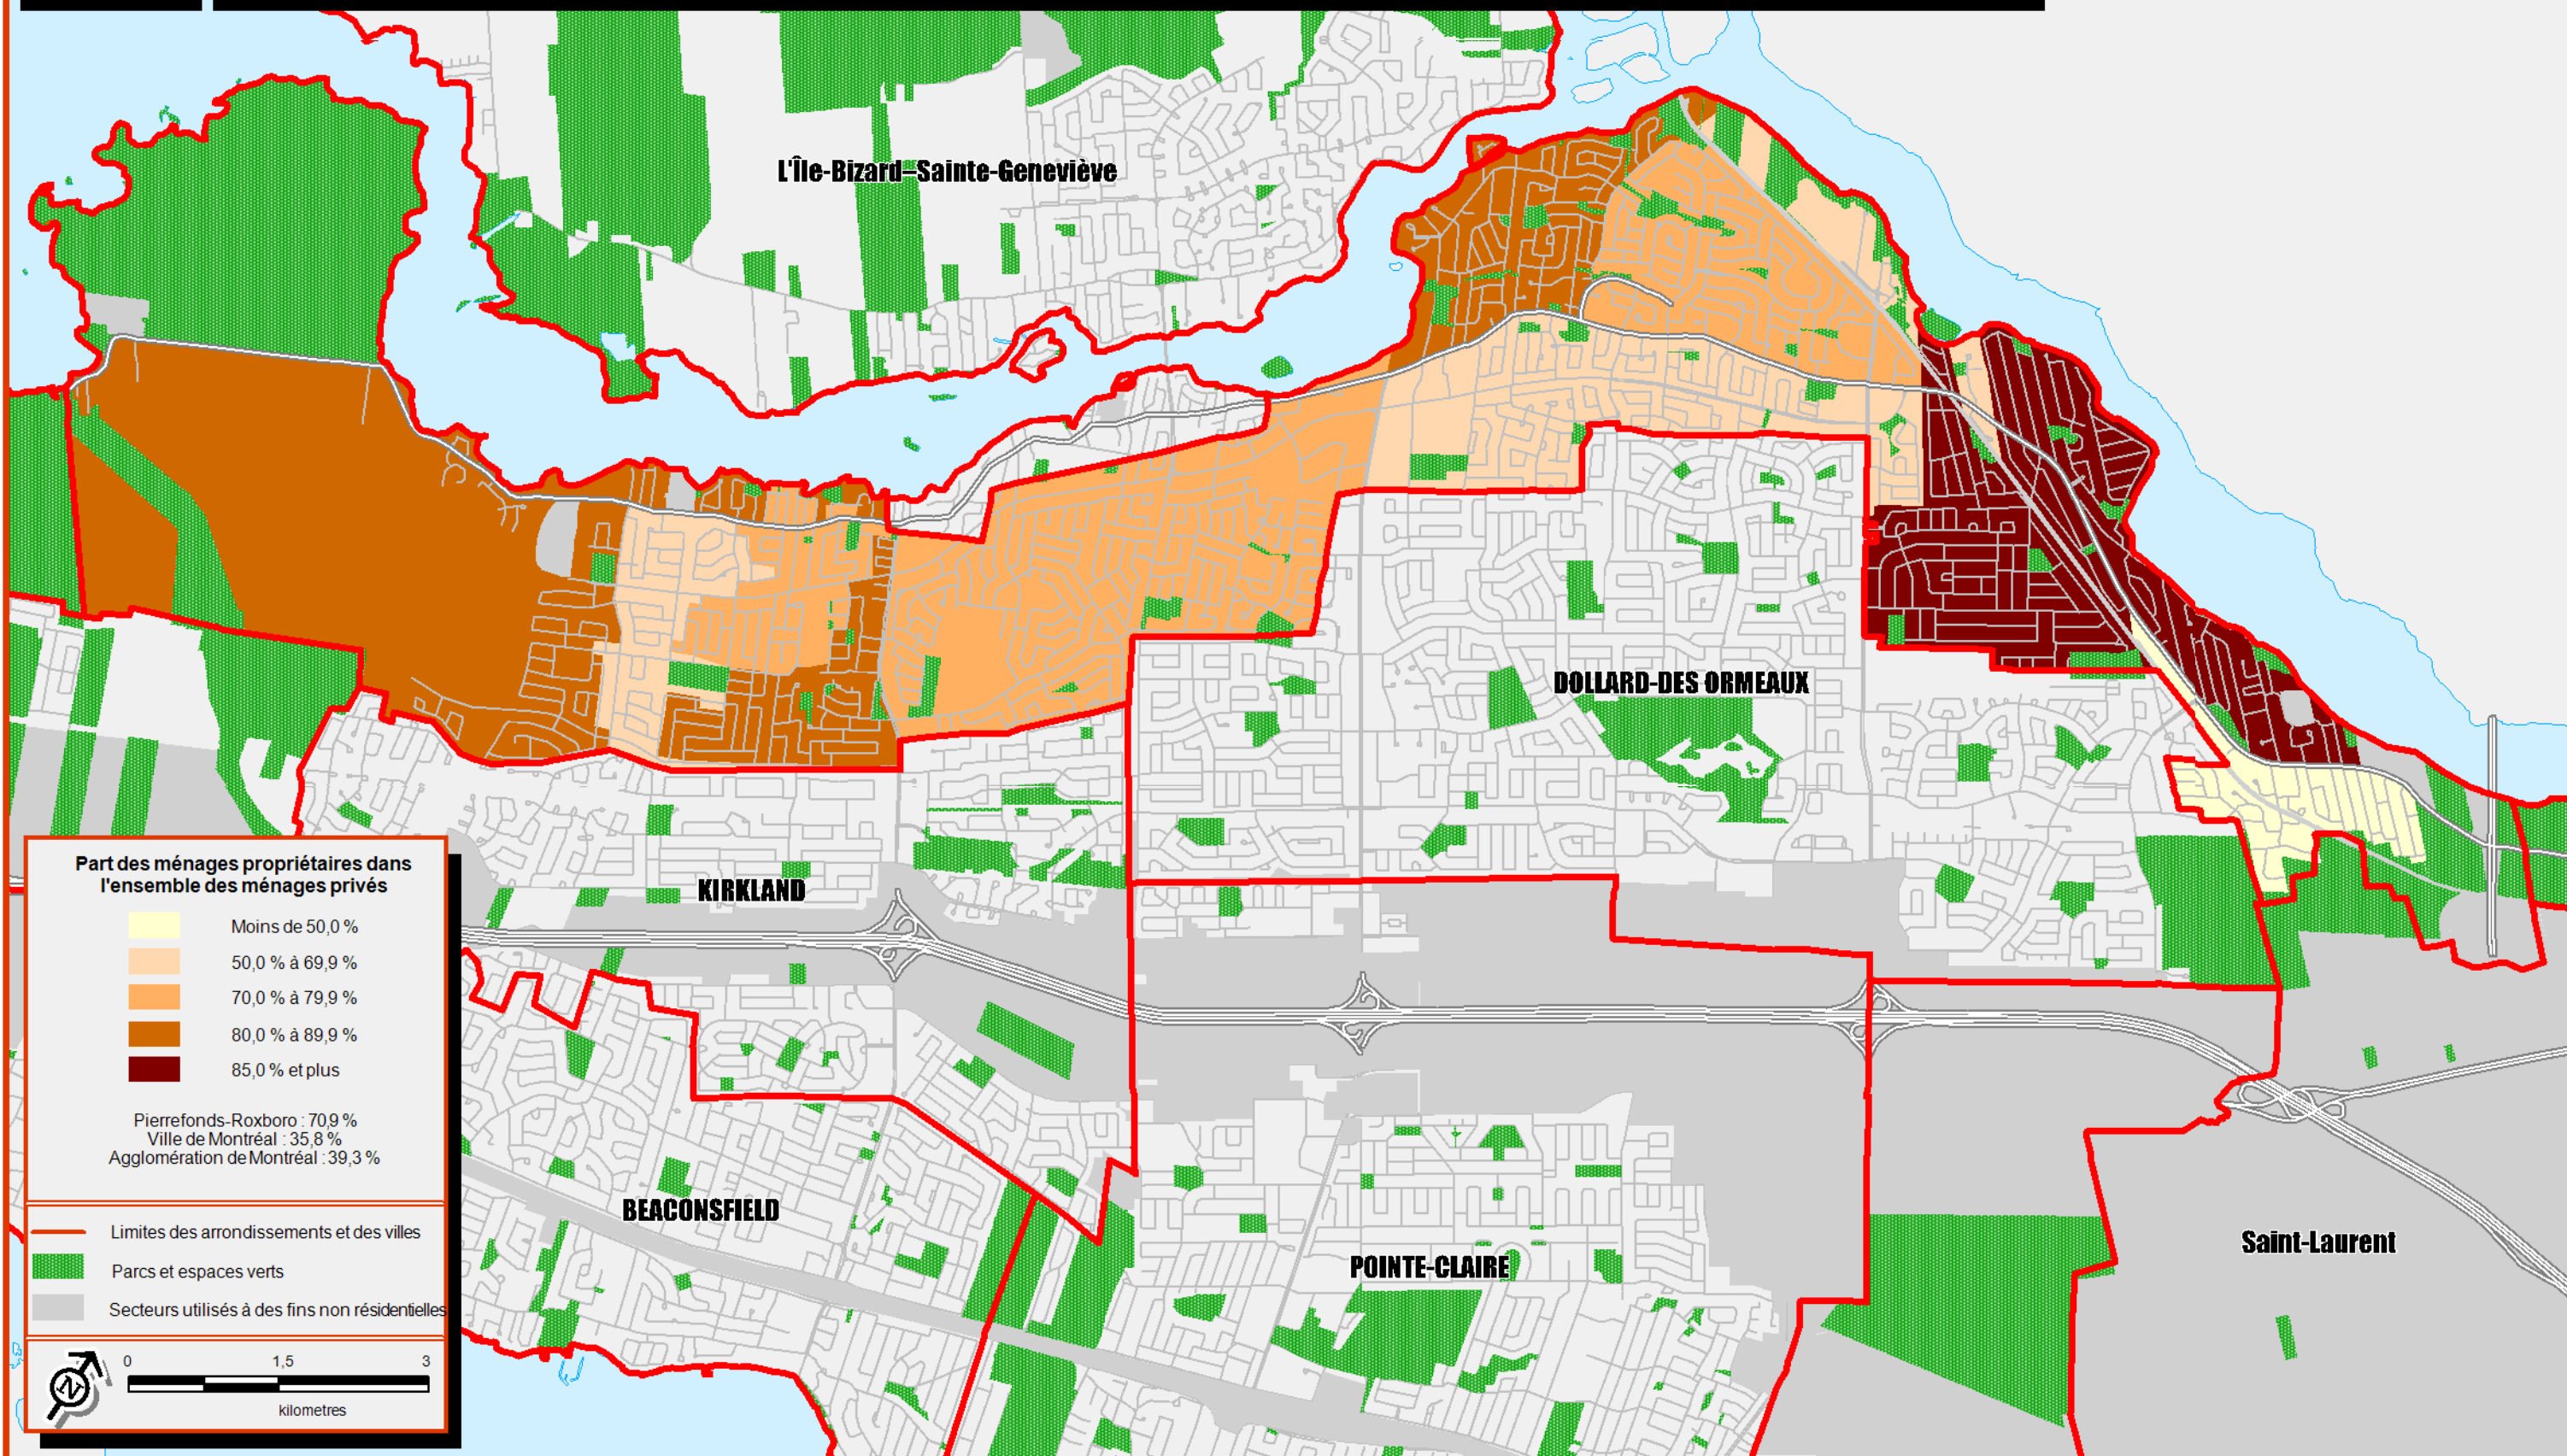 L'Île-Bizard–Sainte-Geneviève
DOLLARD-DES ORMEAUX
KIRKLAND
BEACONSFIELD
POINTE-CLAIRE
Saint-Laurent
Part des ménages propriétaires dans
l'ensemble des ménages privés
Moins de 50,0 %
50,0 % à 69,9 %
70,0 % à 79,9 %
80,0 % à 89,9 %
85,0 % et plus
Pierrefonds-Roxboro : 70,9 %
Ville de Montréal : 35,8 %
Agglomération de Montréal : 39,3 %
Limites des arrondissements et des villes
Parcs et espaces verts
Secteurs utilisés à des fins non résidentielles
N
0 1,5 3
kilometres